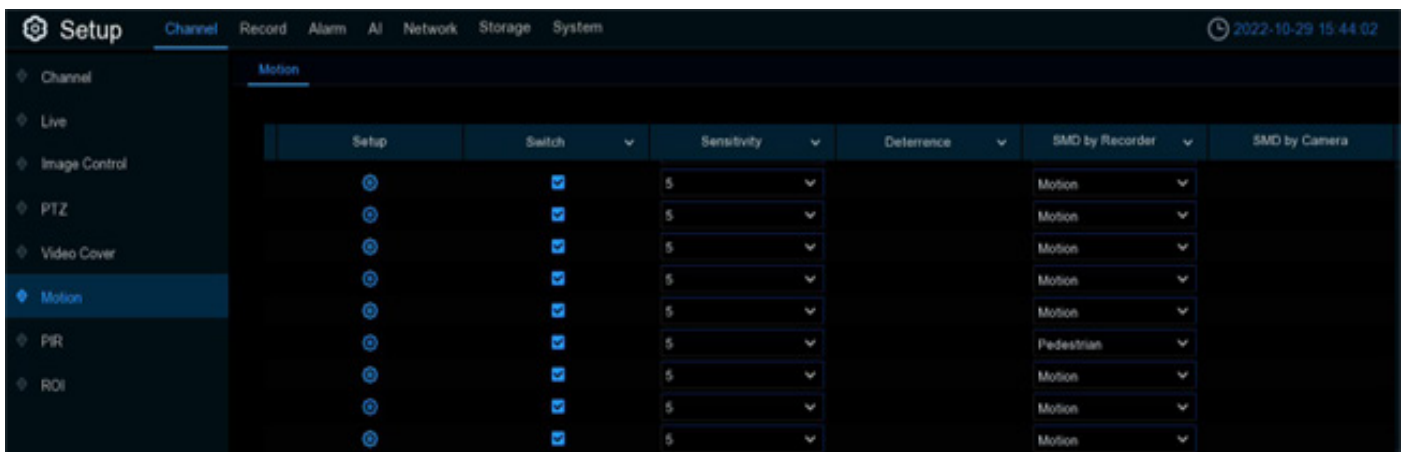 Setup Channel Record Alarm AI Network Storage System 2022-10-29 15:44:02
Channel
Motion
Live
Setup Switch Sensitivity Deterrence SMD by Recorder SMD by Camera
Image Control
5 Motion
PTZ
5 Motion
Video Cover
5 Motion
5 Motion
Motion
5 Motion
PIR
5 Pedestrian
ROI
5 Motion
5 Motion
5 Motion